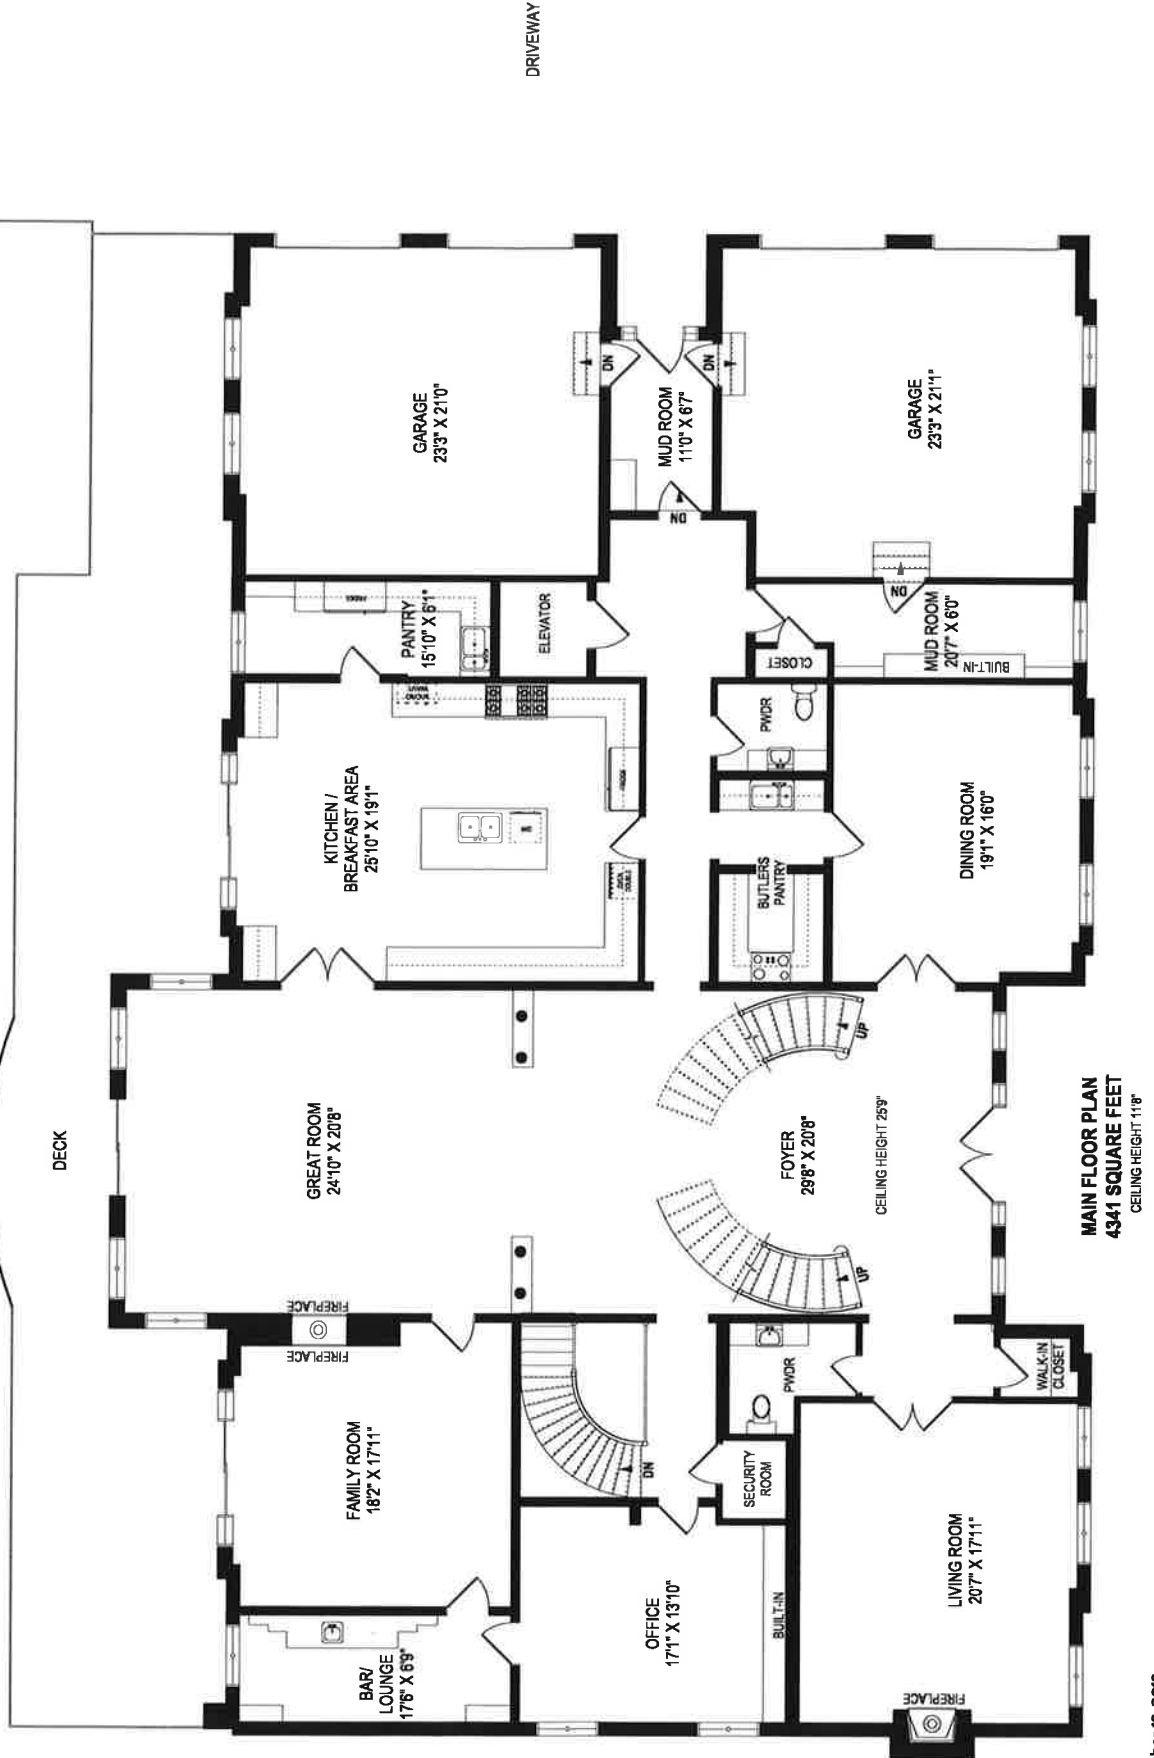 DRIVEWAY
GARAGE
23'3" X 21'0"
DN
MUD ROOM
11'0" X 6'7"
DN
DN
GARAGE
23'3" X 21'1"
DN
FRIDGE
PANTRY
15'10" X 6'1"
ELEVATOR
CLOSET
MUD ROOM
20'7" X 6'0"
BUILT-IN
KITCHEN /
BREAKFAST AREA
25'10" X 19'1"
FRIDGE
DW
DOUBLE
OVEN
PWDR
BUTLERS
PANTRY
DINING ROOM
19'1" X 16'0"
DECK
GREAT ROOM
24'10" X 20'8"
FIREPLACE
FIREPLACE
UP
FOYER
29'8" X 20'8"
CEILING HEIGHT 25'9"
UP
MAIN FLOOR PLAN
4341 SQUARE FEET
CEILING HEIGHT 11'8"
FAMILY ROOM
18'2" X 17'11"
DN
PWDR
WALK-IN
CLOSET
SECURITY
ROOM
BAR/
LOUNGE
17'6" X 6'9"
OFFICE
17'1" X 13'10"
BUILT-IN
LIVING ROOM
20'7" X 17'11"
FIREPLACE